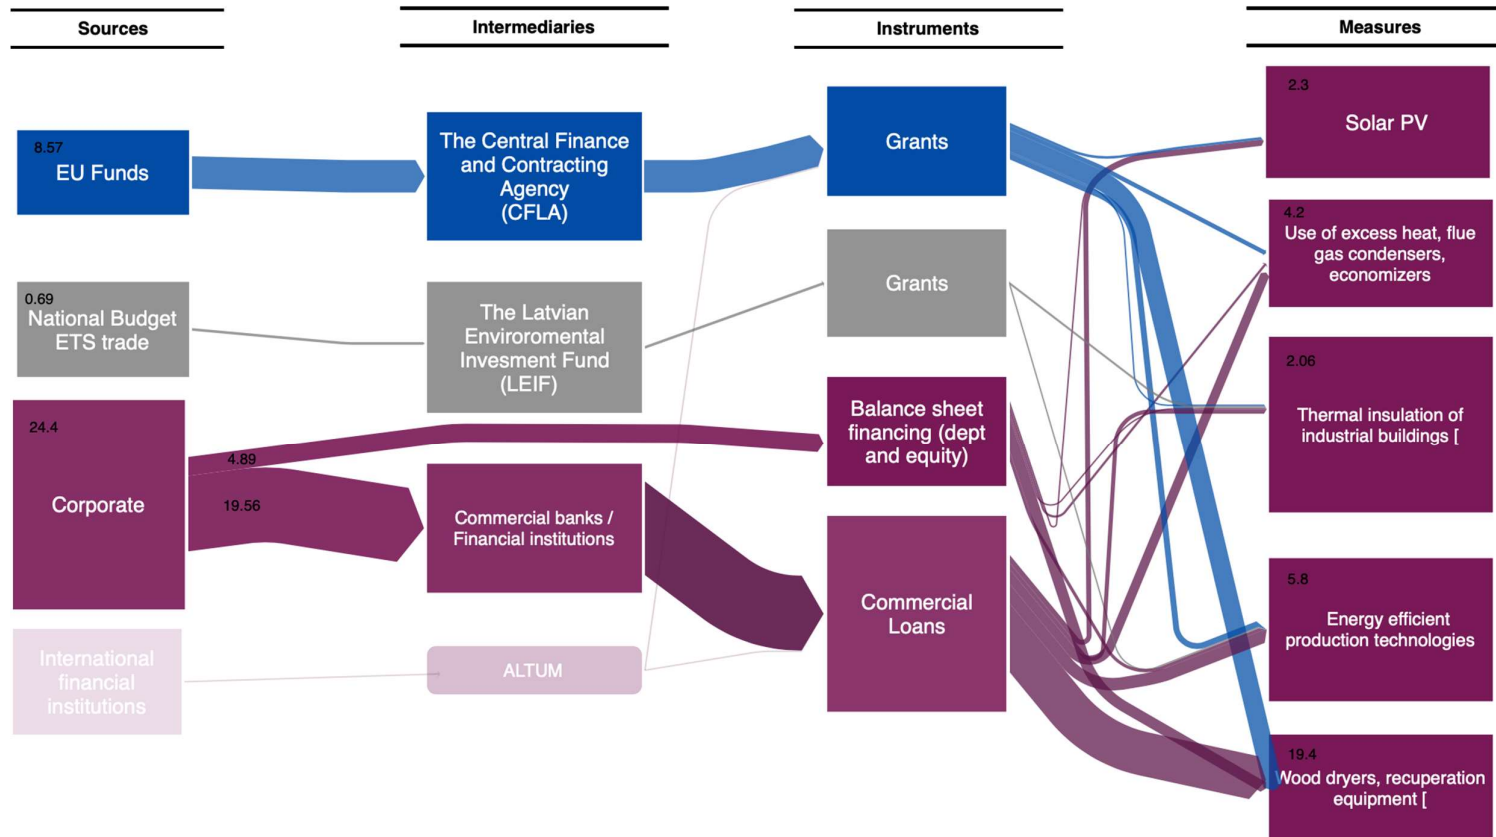 Sources
Intermediaries
Instruments
Measures
8.57
EU Funds
The Central Finance
and Contracting
Agency
(CFLA)
Grants
2.3
Solar PV
0.69
National Budget
ETS trade
The Latvian
Enviroromental
Invesment Fund
(LEIF)
Grants
4.2
Use of excess heat, flue
gas condensers,
economizers
24.4
Corporate
4.89
19.56
Commercial banks /
Financial institutions
Balance sheet
financing (dept
and equity)
2.06
Thermal insulation of
industrial buildings [
Commercial
Loans
5.8
Energy efficient
production technologies
International
financial
institutions
ALTUM
19.4
Wood dryers, recuperation
equipment [